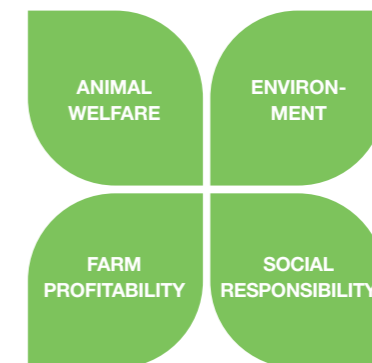 ANIMAL
WELFARE
ENVIRON-
MENT
FARM
PROFITABILITY
SOCIAL
RESPONSIBILITY